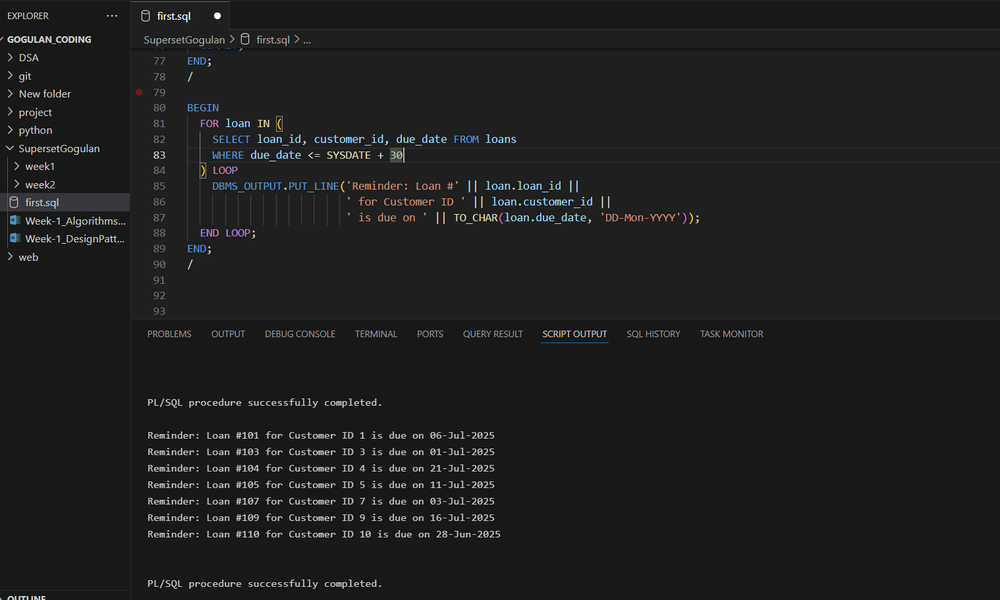 EXPLORER
...
GOGULAN_CODING
DSA
git
New folder
project
python
SupersetGogulan
week1
week2
first.sql
Week-1_Algorithms...
Week-1_DesignPatt...
web
OUTLINE
first.sql
SupersetGogulan > first.sql > ...
77 END;
78 /
79
80 BEGIN
81 FOR loan IN (
82 SELECT loan_id, customer_id, due_date FROM loans
83 WHERE due_date <= SYSDATE + 30
84 ) LOOP
85 DBMS_OUTPUT.PUT_LINE('Reminder: Loan #' || loan.loan_id ||
86 ' for Customer ID ' || loan.customer_id ||
87 ' is due on ' || TO_CHAR(loan.due_date, 'DD-Mon-YYYY'));
88 END LOOP;
89 END;
90 /
91
92
93
PROBLEMS OUTPUT DEBUG CONSOLE TERMINAL PORTS QUERY RESULT SCRIPT OUTPUT SQL HISTORY TASK MONITOR
PL/SQL procedure successfully completed.
Reminder: Loan #101 for Customer ID 1 is due on 06-Jul-2025
Reminder: Loan #103 for Customer ID 3 is due on 01-Jul-2025
Reminder: Loan #104 for Customer ID 4 is due on 21-Jul-2025
Reminder: Loan #105 for Customer ID 5 is due on 11-Jul-2025
Reminder: Loan #107 for Customer ID 7 is due on 03-Jul-2025
Reminder: Loan #109 for Customer ID 9 is due on 16-Jul-2025
Reminder: Loan #110 for Customer ID 10 is due on 28-Jun-2025
PL/SQL procedure successfully completed.